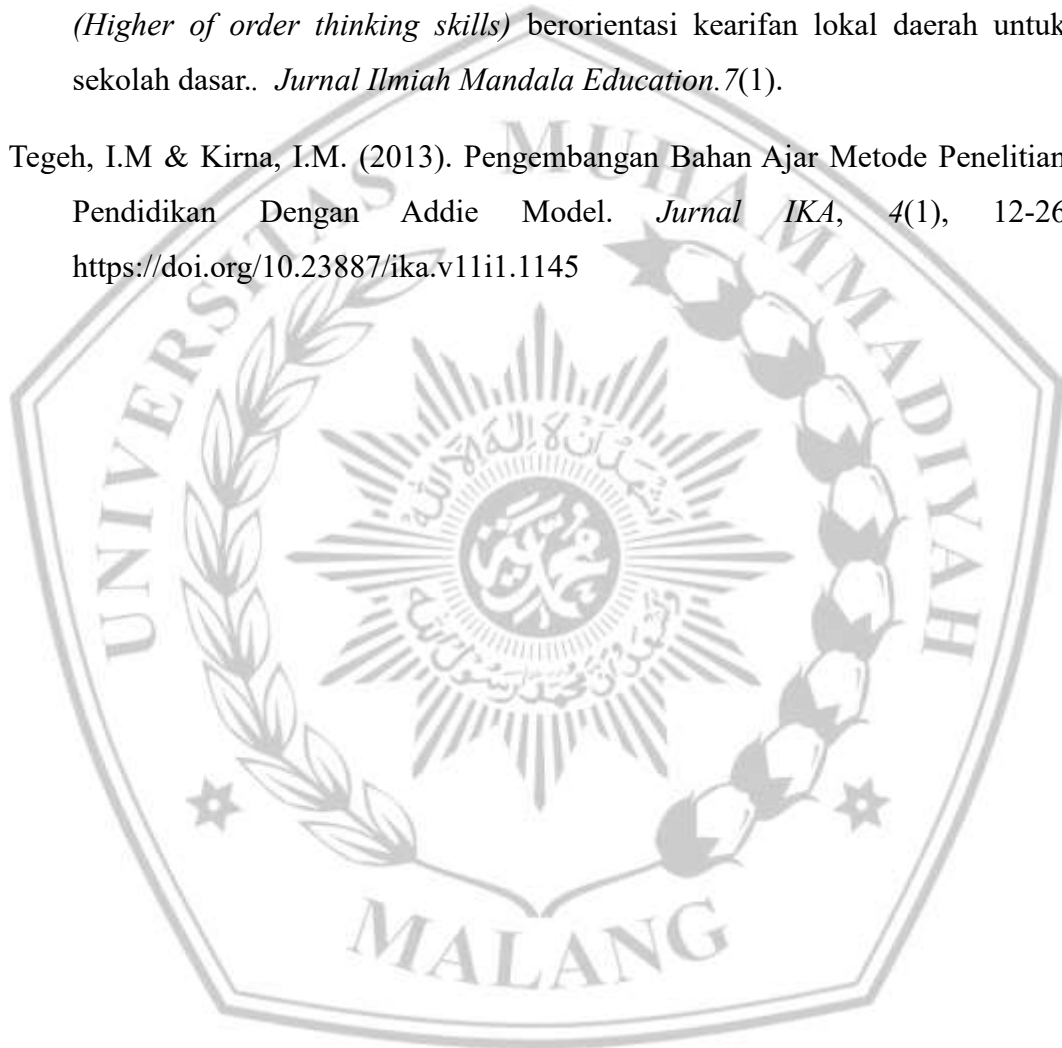 (Higher of order thinking skills) berorientasi kearifan lokal daerah untuk
sekolah dasar.. Jurnal Ilmiah Mandala Education.7(1).
Tegeh, I.M & Kirna, I.M. (2013). Pengembangan Bahan Ajar Metode Penelitian
Pendidikan Dengan Addie Model. Jurnal IKA, 4(1), 12-26
https://doi.org/10.23887/ika.v11i1.1145
UNIVERSITAS MUHAMMADIYAH
MALANG